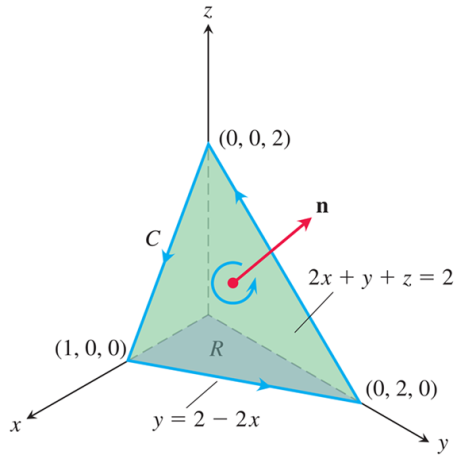 z
(0, 0, 2)
n
C
2x + y + z = 2
(1, 0, 0)
R
(0, 2, 0)
x
y = 2 − 2x
y